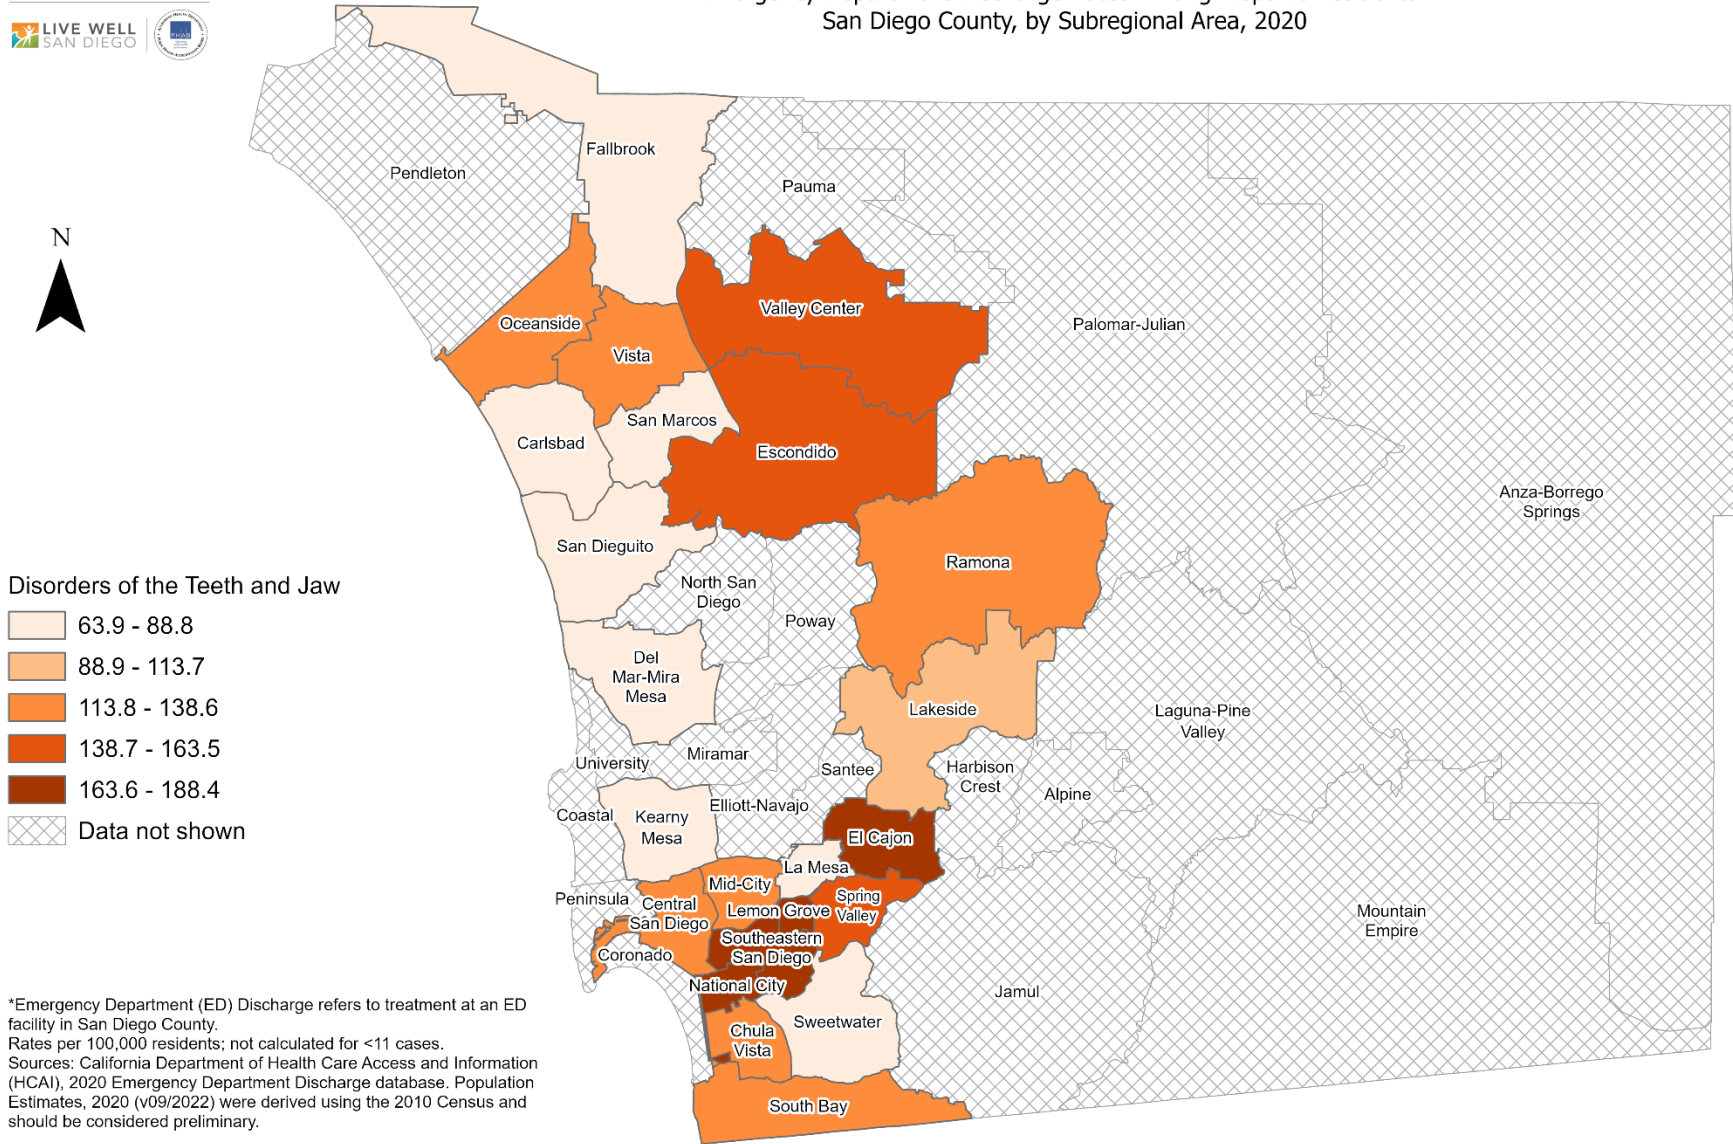 San Diego County, by Subregional Area, 2020
LIVE WELL
SAN DIEGO
PHAB
N
Fallbrook
Pendleton
Pauma
Valley Center
Oceanside
Palomar-Julian
Vista
San Marcos
Carlsbad
Escondido
Anza-Borrego
Springs
San Dieguito
Ramona
North San
Diego
Poway
Del
Mar-Mira
Mesa
Lakeside
Laguna-Pine
Valley
Miramar
University
Santee
Harbison
Crest
Alpine
Elliott-Navajo
Coastal
Kearny
Mesa
El Cajon
La Mesa
Mid-City
Peninsula
Central
San Diego
Lemon Grove
Spring
Valley
Mountain
Empire
Southeastern
San Diego
Coronado
National City
Jamul
Sweetwater
Chula
Vista
South Bay
Disorders of the Teeth and Jaw
63.9 - 88.8
88.9 - 113.7
113.8 - 138.6
138.7 - 163.5
163.6 - 188.4
Data not shown
*Emergency Department (ED) Discharge refers to treatment at an ED
facility in San Diego County.
Rates per 100,000 residents; not calculated for <11 cases.
Sources: California Department of Health Care Access and Information
(HCAI), 2020 Emergency Department Discharge database. Population
Estimates, 2020 (v09/2022) were derived using the 2010 Census and
should be considered preliminary.